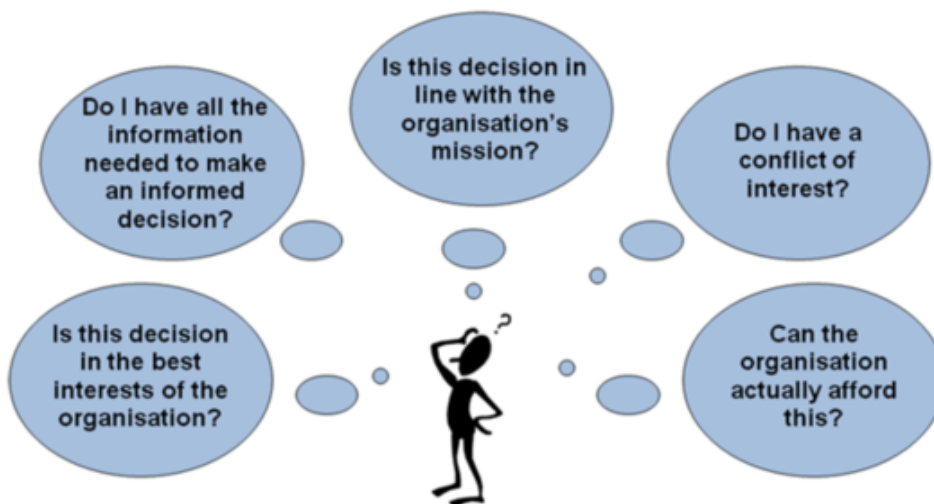 Is this decision in
line with the
organisation's
mission?
Do I have all the
information
needed to make
an informed
decision?
Do I have a
conflict of
interest?
Is this decision
in the best
interests of the
organisation?
Can the
organisation
actually afford
this?
?